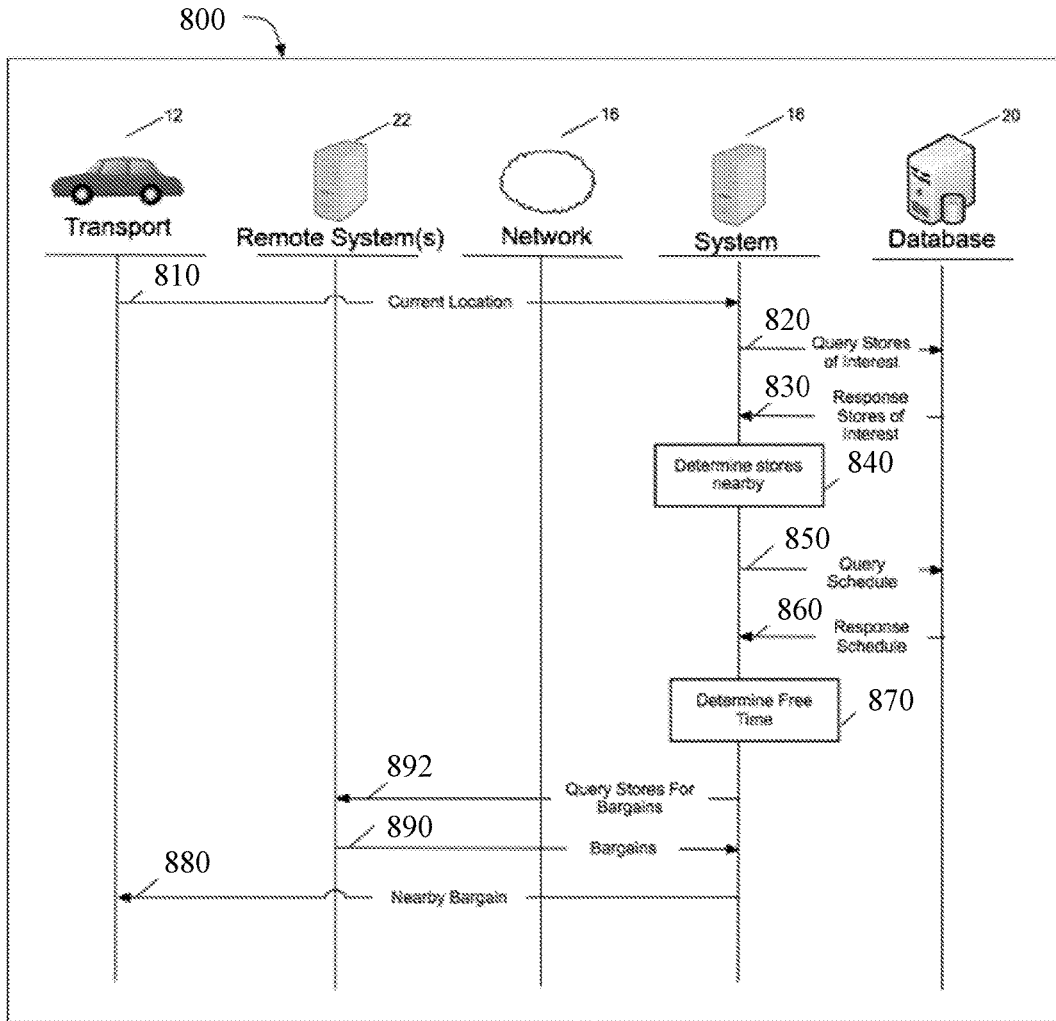 800
12
22
16
18
20
Transport
Remote System(s)
Network
System
Database
810
Current Location
820
Query Stores
of Interest
830
Response
Stores of
Interest
Determine stores
nearby
840
850
Query
Schedule
860
Response
Schedule
Determine Free
Time
870
892
Query Stores For
Bargains
890
Bargains
880
Nearby Bargain